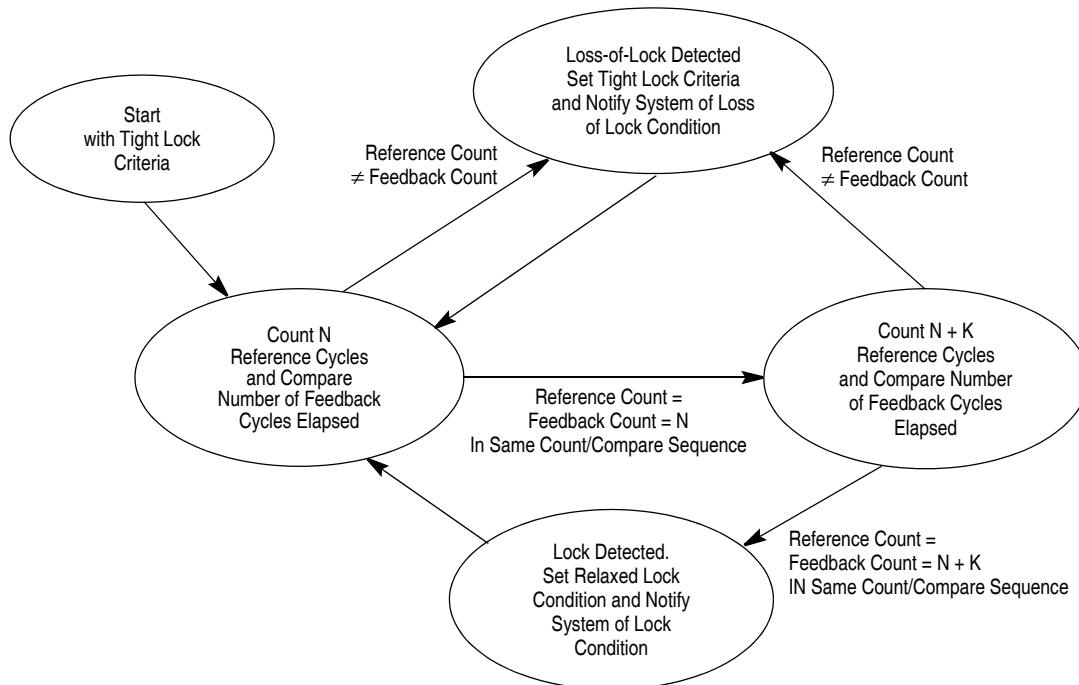 Loss-of-Lock Detected
Set Tight Lock Criteria
and Notify System of Loss
of Lock Condition
Start
with Tight Lock
Criteria
Reference Count
≠ Feedback Count
Reference Count
≠ Feedback Count
Count N
Reference Cycles
and Compare
Number of Feedback
Cycles Elapsed
Count N + K
Reference Cycles
and Compare Number
of Feedback Cycles
Elapsed
Reference Count =
Feedback Count = N
In Same Count/Compare Sequence
Lock Detected.
Set Relaxed Lock
Condition and Notify
System of Lock
Condition
Reference Count =
Feedback Count = N + K
IN Same Count/Compare Sequence